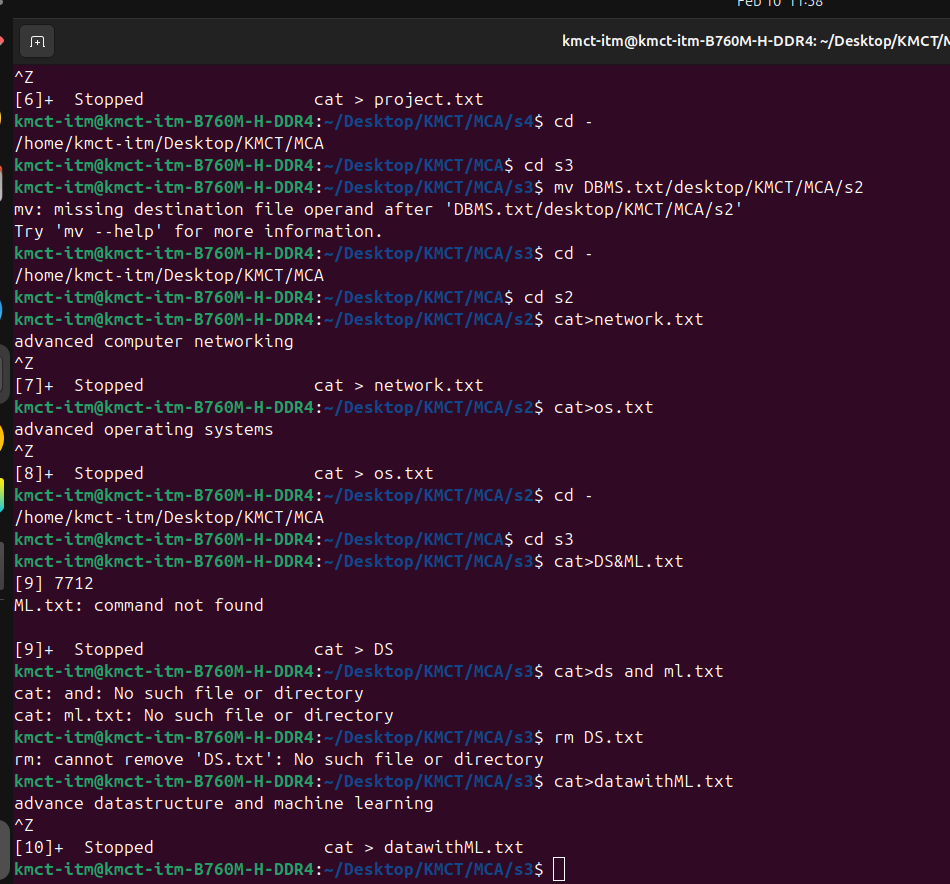 Feb 10 11:58
kmct-itm@kmct-itm-B760M-H-DDR4: ~/Desktop/KMCT/M
^Z
[6]+  Stopped                 cat > project.txt
kmct-itm@kmct-itm-B760M-H-DDR4:~/Desktop/KMCT/MCA/s4$ cd -
/home/kmct-itm/Desktop/KMCT/MCA
kmct-itm@kmct-itm-B760M-H-DDR4:~/Desktop/KMCT/MCA$ cd s3
kmct-itm@kmct-itm-B760M-H-DDR4:~/Desktop/KMCT/MCA/s3$ mv DBMS.txt/desktop/KMCT/MCA/s2
mv: missing destination file operand after 'DBMS.txt/desktop/KMCT/MCA/s2'
Try 'mv --help' for more information.
kmct-itm@kmct-itm-B760M-H-DDR4:~/Desktop/KMCT/MCA/s3$ cd -
/home/kmct-itm/Desktop/KMCT/MCA
kmct-itm@kmct-itm-B760M-H-DDR4:~/Desktop/KMCT/MCA$ cd s2
kmct-itm@kmct-itm-B760M-H-DDR4:~/Desktop/KMCT/MCA/s2$ cat>network.txt
advanced computer networking
^Z
[7]+  Stopped                 cat > network.txt
kmct-itm@kmct-itm-B760M-H-DDR4:~/Desktop/KMCT/MCA/s2$ cat>os.txt
advanced operating systems
^Z
[8]+  Stopped                 cat > os.txt
kmct-itm@kmct-itm-B760M-H-DDR4:~/Desktop/KMCT/MCA/s2$ cd -
/home/kmct-itm/Desktop/KMCT/MCA
kmct-itm@kmct-itm-B760M-H-DDR4:~/Desktop/KMCT/MCA$ cd s3
kmct-itm@kmct-itm-B760M-H-DDR4:~/Desktop/KMCT/MCA/s3$ cat>DS&ML.txt
[9] 7712
ML.txt: command not found
[9]+  Stopped                 cat > DS
kmct-itm@kmct-itm-B760M-H-DDR4:~/Desktop/KMCT/MCA/s3$ cat>ds and ml.txt
cat: and: No such file or directory
cat: ml.txt: No such file or directory
kmct-itm@kmct-itm-B760M-H-DDR4:~/Desktop/KMCT/MCA/s3$ rm DS.txt
rm: cannot remove 'DS.txt': No such file or directory
kmct-itm@kmct-itm-B760M-H-DDR4:~/Desktop/KMCT/MCA/s3$ cat>datawithML.txt
advance datastructure and machine learning
^Z
[10]+  Stopped                 cat > datawithML.txt
kmct-itm@kmct-itm-B760M-H-DDR4:~/Desktop/KMCT/MCA/s3$